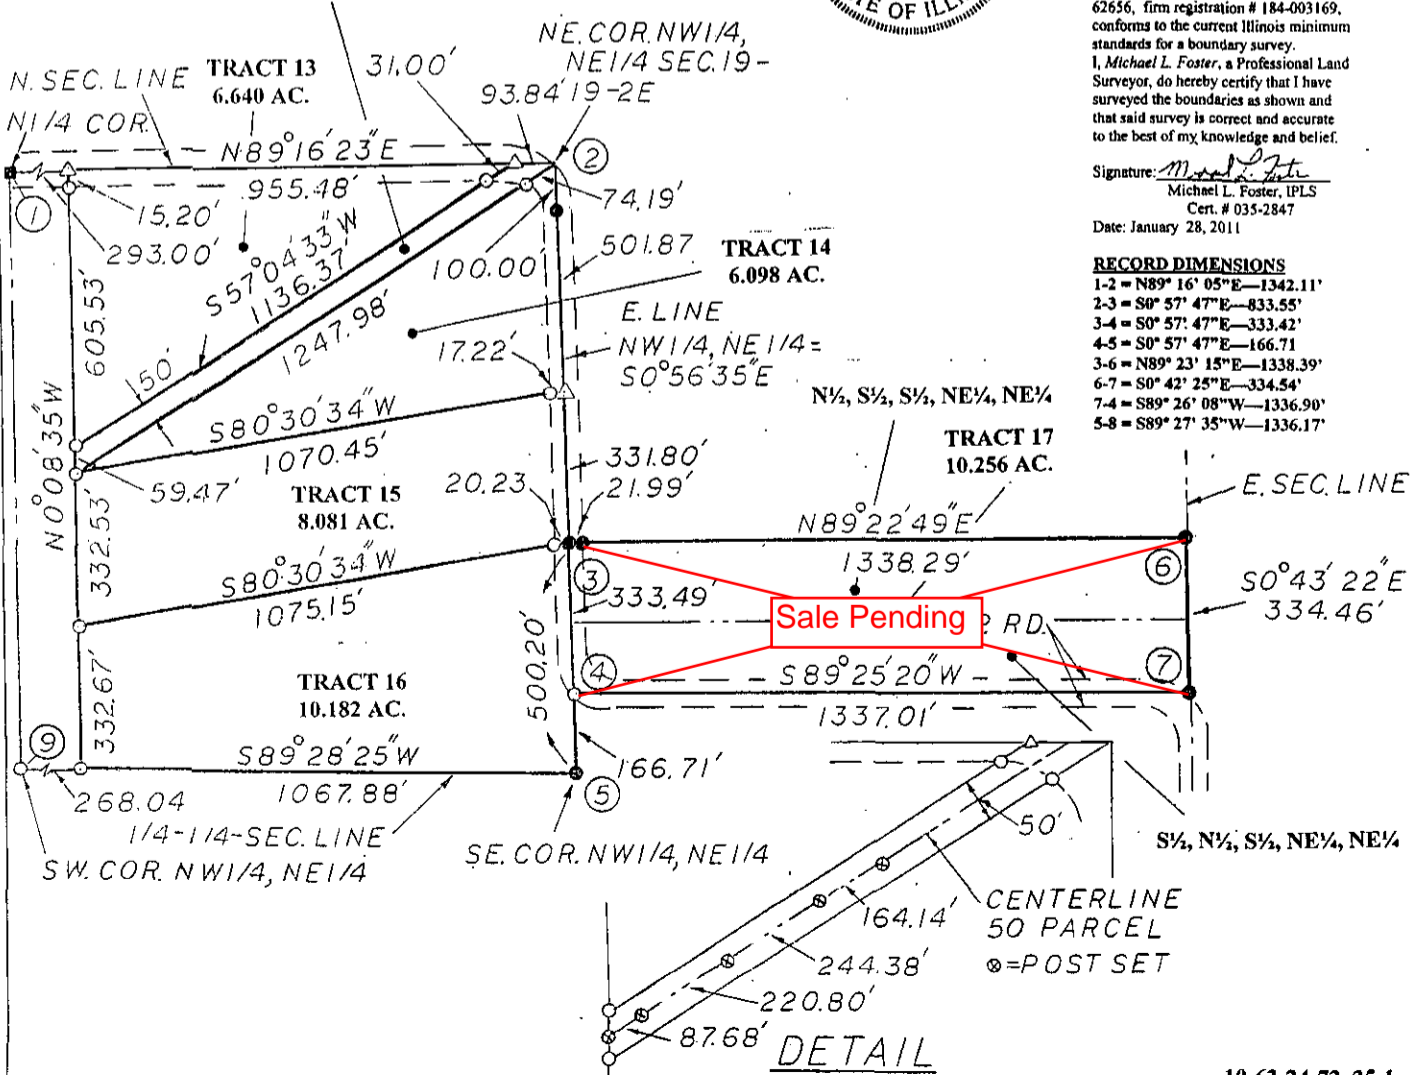 TE OF ILLI
62656, firm registration # 184-003169,
conforms to the current Illinois minimum
standards for a boundary survey.
I, Michael L. Foster, a Professional Land
Surveyor, do hereby certify that I have
surveyed the boundaries as shown and
that said survey is correct and accurate
to the best of my knowledge and belief.
Signature:
Michael L. Foster, IPLS
Cert. # 035-2847
Date: January 28, 2011
RECORD DIMENSIONS
1-2 = N89° 16' 05"E—1342.11'
2-3 = S0° 57' 47"E—833.55'
3-4 = S0° 57' 47"E—333.42'
4-5 = S0° 57' 47"E—166.71
3-6 = N89° 23' 15"E—1338.39'
6-7 = S0° 42' 25"E—334.54'
7-4 = S89° 26' 08"W—1336.90'
5-8 = S89° 27' 35"W—1336.17'
N. SEC. LINE
N1/4 COR.
TRACT 13
6.640 AC.
31.00'
NE. COR. NW1/4,
NE1/4 SEC. 19-
19-2E
93.84'
N89°16'23"E
2
1
955.48'
15.20'
293.00'
74.19'
S57°04'33"W
1136.37'
100.00'
501.87
TRACT 14
6.098 AC.
605.53'
1247.98'
E. LINE
NW1/4, NE1/4=
S0°56'35"E
17.22'
150'
N0°08'35"W
S80°30'34"W
1070.45'
N½, S½, S½, NE¼, NE¼
TRACT 17
10.256 AC.
59.47'
TRACT 15
8.081 AC.
20.23
331.80'
21.99'
E. SEC. LINE
332.53'
N89°22'49"E
1338.29'
S80°30'34"W
1075.15'
3
6
333.49'
S0°43'22"E
334.46'
Sale Pending
RD.
500.20'
4
7
S89°25'20"W
1337.01'
TRACT 16
10.182 AC.
332.67'
9
S89°28'25"W
1067.88'
166.71'
5
268.04
1/4-1/4-SEC. LINE
SW. COR. NW1/4, NE1/4
SE. COR. NW1/4, NE1/4
50'
S½, N½, S½, NE¼, NE¼
CENTERLINE
50 PARCEL
⊗=POST SET
164.14'
244.38'
220.80'
87.68'
DETAIL